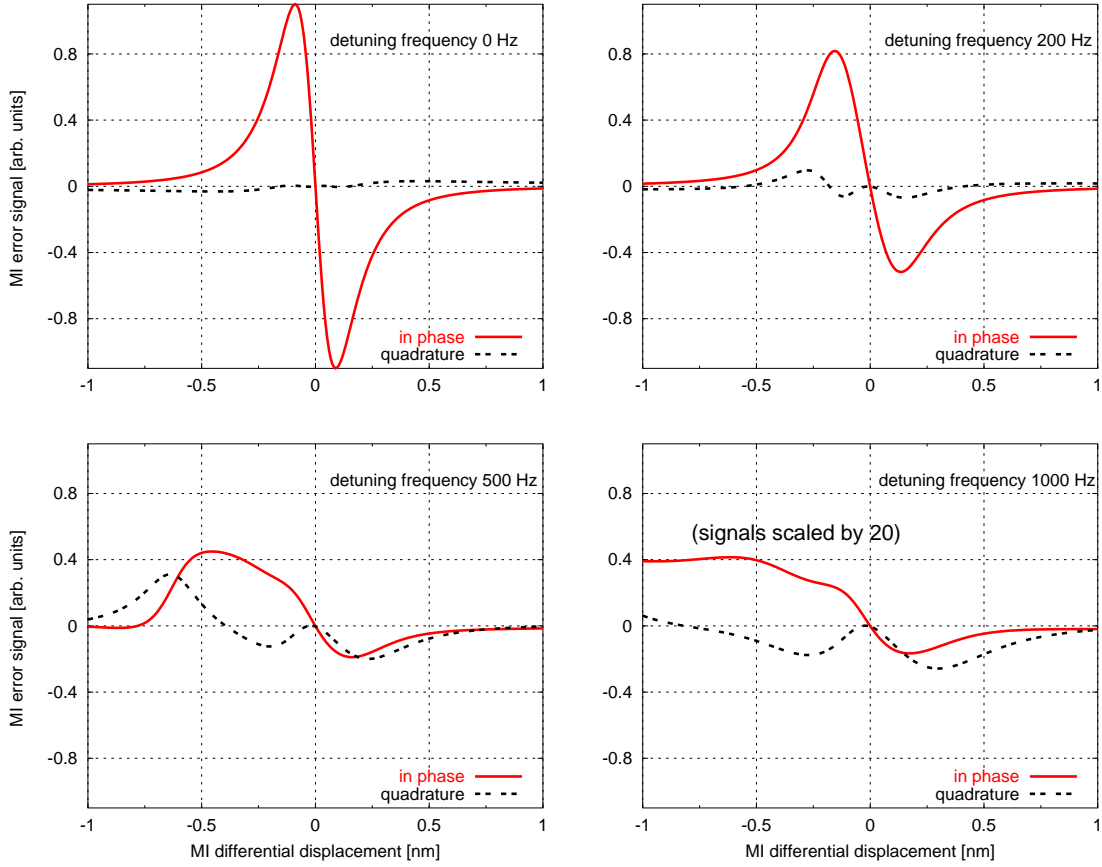 MI error signal [arb. units]
0.8
0.4
0
-0.4
-0.8
detuning frequency 0 Hz
in phase
quadrature
-1
-0.5
0
0.5
1
0.8
0.4
0
-0.4
-0.8
detuning frequency 200 Hz
in phase
quadrature
-1
-0.5
0
0.5
1
MI error signal [arb. units]
0.8
0.4
0
-0.4
-0.8
detuning frequency 500 Hz
in phase
quadrature
-1
-0.5
0
0.5
1
MI differential displacement [nm]
0.8
0.4
0
-0.4
-0.8
detuning frequency 1000 Hz
(signals scaled by 20)
in phase
quadrature
-1
-0.5
0
0.5
1
MI differential displacement [nm]